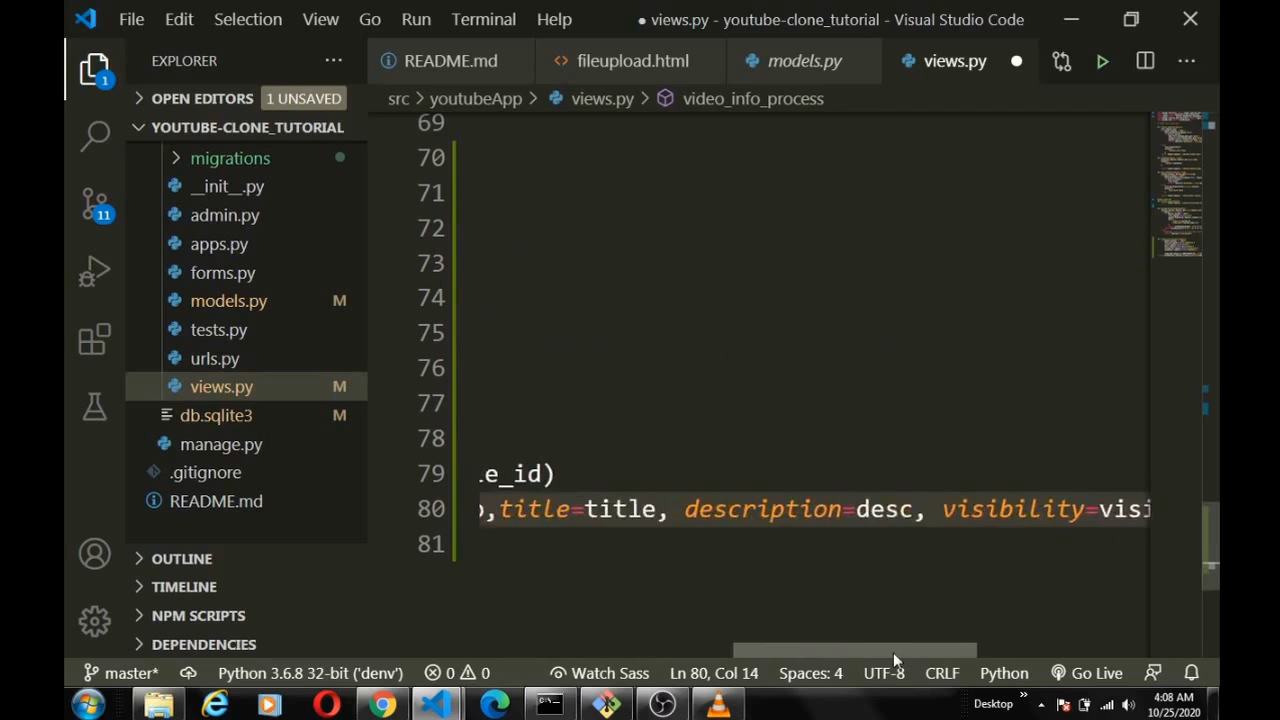 File Edit Selection View Go Run Terminal Help ● views.py - youtube-clone_tutorial - Visual Studio Code
EXPLORER ... README.md <> fileupload.html models.py views.py ● ...
OPEN EDITORS 1 UNSAVED
src > youtubeApp > views.py > video_info_process
YOUTUBE-CLONE_TUTORIAL
migrations
__init__.py
admin.py
apps.py
forms.py
models.py M
tests.py
urls.py
views.py M
db.sqlite3 M
manage.py
.gitignore
README.md
OUTLINE
TIMELINE
NPM SCRIPTS
DEPENDENCIES
1
11
69
70
71
72
73
74
75
76
77
78
79 le_id)
80 ,title=title, description=desc, visibility=visi
81
master* Python 3.6.8 32-bit ('denv') 0 0 Watch Sass Ln 80, Col 14 Spaces: 4 UTF-8 CRLF Python Go Live
Desktop » 4:08 AM
10/25/2020